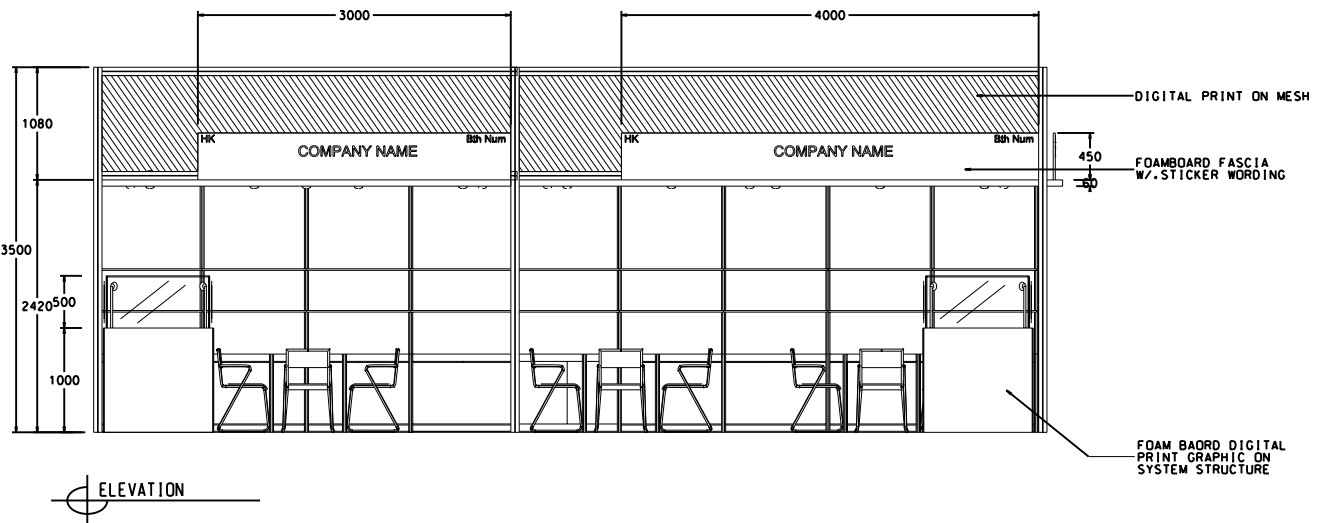 3000
4000
DIGITAL PRINT ON MESH
1080
HK
Bth Num
COMPANY NAME
HK
Bth Num
COMPANY NAME
450
FOAMBOARD FASCIA
W/.STICKER WORDING
60
3500
2420
500
1000
FOAM BAORD DIGITAL
PRINT GRAPHIC ON
SYSTEM STRUCTURE
ELEVATION